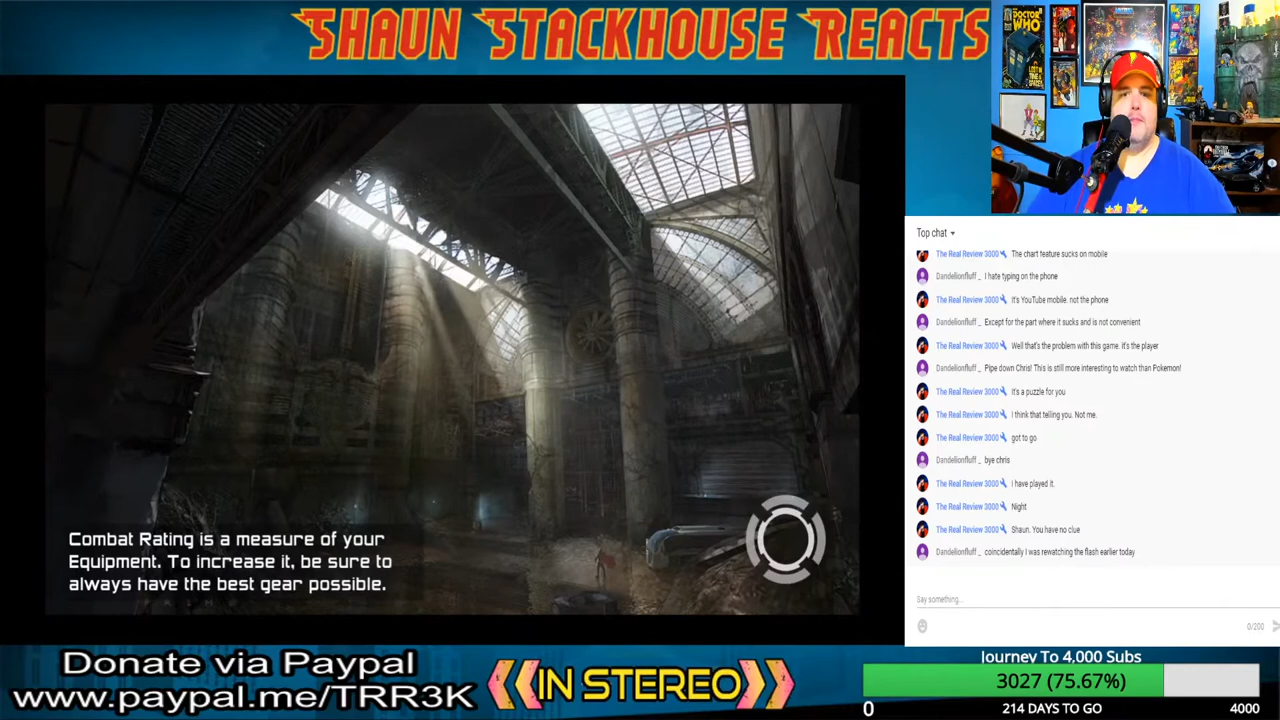 SHAUN STACKHOUSE REACTS
DOCTOR WHO
Top chat
The Real Review 3000 The chart feature sucks on mobile
Dandelionfluff _ I hate typing on the phone
The Real Review 3000 It's YouTube mobile. not the phone
Dandelionfluff _ Except for the part where it sucks and is not convenient
The Real Review 3000 Well that's the problem with this game. it's the player
Dandelionfluff _ Pipe down Chris! This is still more interesting to watch than Pokemon!
The Real Review 3000 It's a puzzle for you
The Real Review 3000 I think that telling you. Not me.
The Real Review 3000 got to go
Dandelionfluff _ bye chris
The Real Review 3000 I have played it.
The Real Review 3000 Night
The Real Review 3000 Shaun. You have no clue
Dandelionfluff _ coincidentally I was rewatching the flash earlier today
Say something...
0/200
Combat Rating is a measure of your
Equipment. To increase it, be sure to
always have the best gear possible.
Donate via Paypal
www.paypal.me/TRR3K
IN STEREO
Journey To 4,000 Subs
3027 (75.67%)
0 214 DAYS TO GO 4000